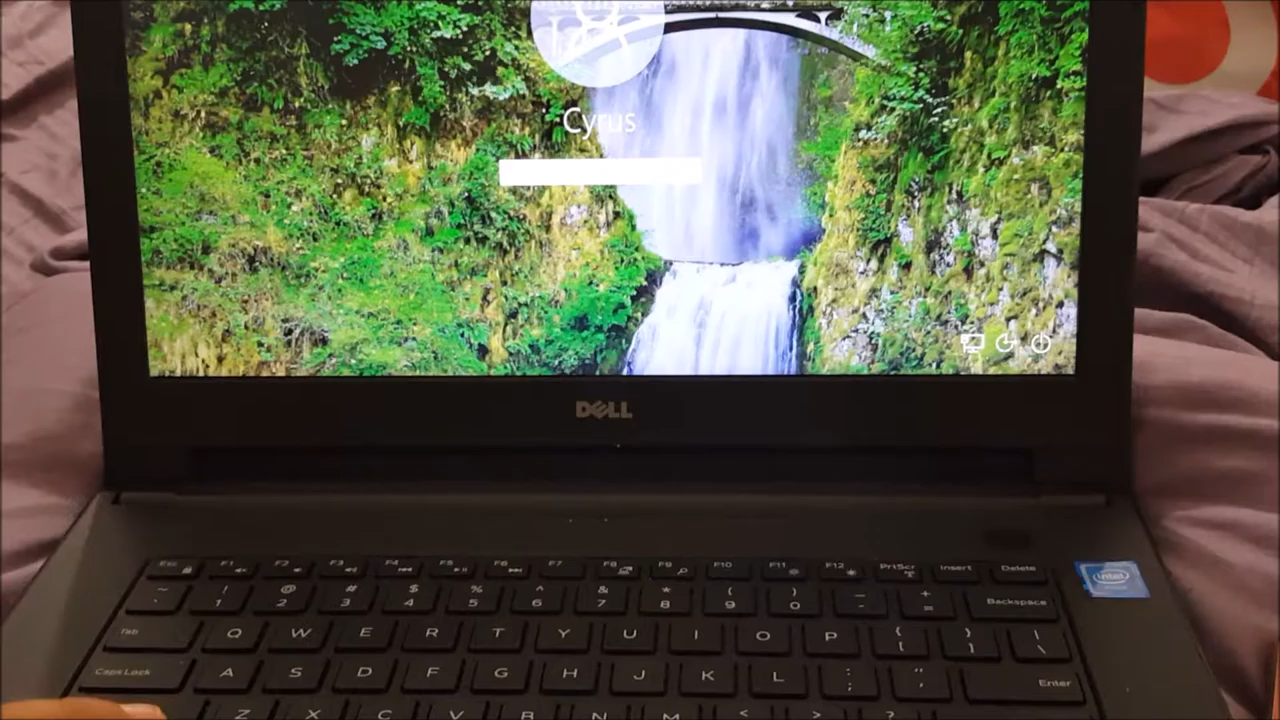 Cyrus
DELL
Esc F1 F2 F3 F4 F5 F6 F7 F8 F9 F10 F11 F12 PrtScr Insert Delete
~ ! @ # $ % ^ & * ( ) _ +
1 2 3 4 5 6 7 8 9 0 - = Backspace
intel
Tab Q W E R T Y U I O P { [ } ] | \
Caps Lock A S D F G H J K L : ; " ' Enter
Z X C V B N M < > ?